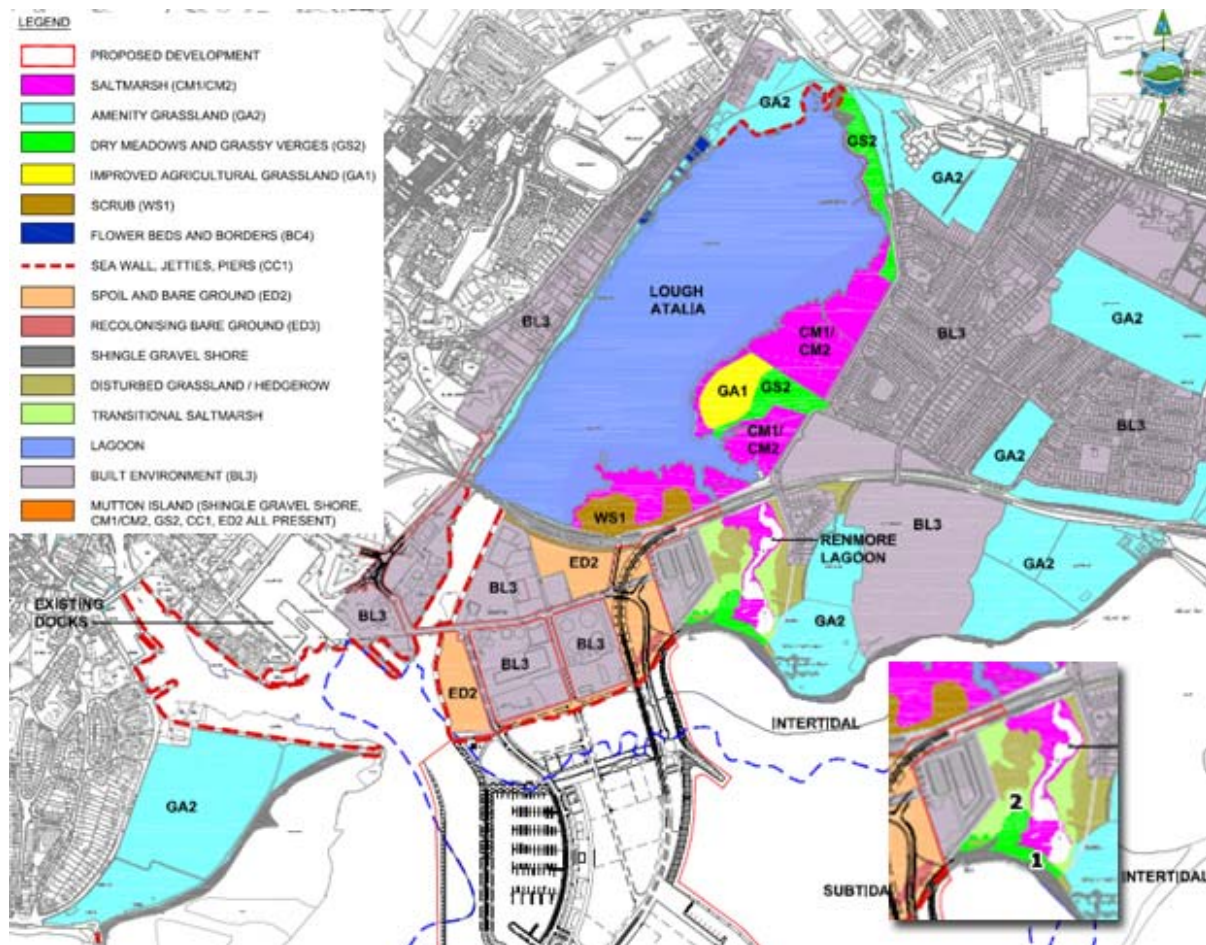 LEGEND
PROPOSED DEVELOPMENT
SALTMARSH (CM1/CM2)
AMENITY GRASSLAND (GA2)
DRY MEADOWS AND GRASSY VERGES (GS2)
IMPROVED AGRICULTURAL GRASSLAND (GA1)
SCRUB (WS1)
FLOWER BEDS AND BORDERS (BC4)
SEA WALL, JETTIES, PIERS (CC1)
SPOIL AND BARE GROUND (ED2)
RECOLONISING BARE GROUND (ED3)
SHINGLE GRAVEL SHORE
DISTURBED GRASSLAND / HEDGEROW
TRANSITIONAL SALTMARSH
LAGOON
BUILT ENVIRONMENT (BL3)
MUTTON ISLAND (SHINGLE GRAVEL SHORE,
CM1/CM2, GS2, CC1, ED2 ALL PRESENT)
GA2
GS2
GA2
LOUGH
ATALIA
BL3
GA2
BL3
CM1/
CM2
GA1
GS2
BL3
CM1/
CM2
GA2
WS1
BL3
RENMORE
LAGOON
ED2
GA2
BL3
EXISTING
DOCKS
BL3
GA2
BL3
BL3
ED2
INTERTIDAL
GA2
2
1
SUBTIDAL
INTERTIDAL